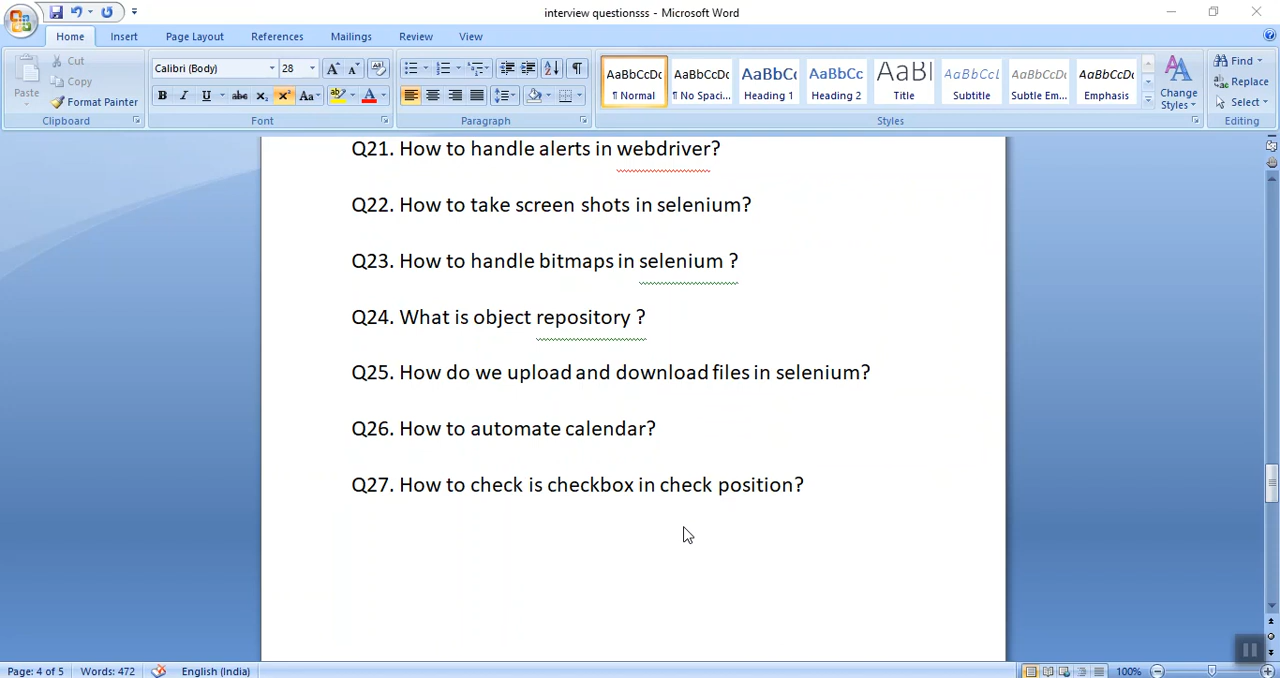 interview questionsss - Microsoft Word
Home Insert Page Layout References Mailings Review View
Cut
Copy
Paste
Format Painter
Clipboard
Calibri (Body) 28
B I U abc X₂ X² Aa
Font
Paragraph
AaBbCcDc AaBbCcDc AaBbCc AaBbCc AaBl AaBbCcL AaBbCcDc AaBbCcDc
¶ Normal ¶ No Spaci... Heading 1 Heading 2 Title Subtitle Subtle Em... Emphasis
Change Styles
Styles
Find
Replace
Select
Editing
Q21. How to handle alerts in webdriver?
Q22. How to take screen shots in selenium?
Q23. How to handle bitmaps in selenium ?
Q24. What is object repository ?
Q25. How do we upload and download files in selenium?
Q26. How to automate calendar?
Q27. How to check is checkbox in check position?
Page: 4 of 5 Words: 472 English (India) 100%